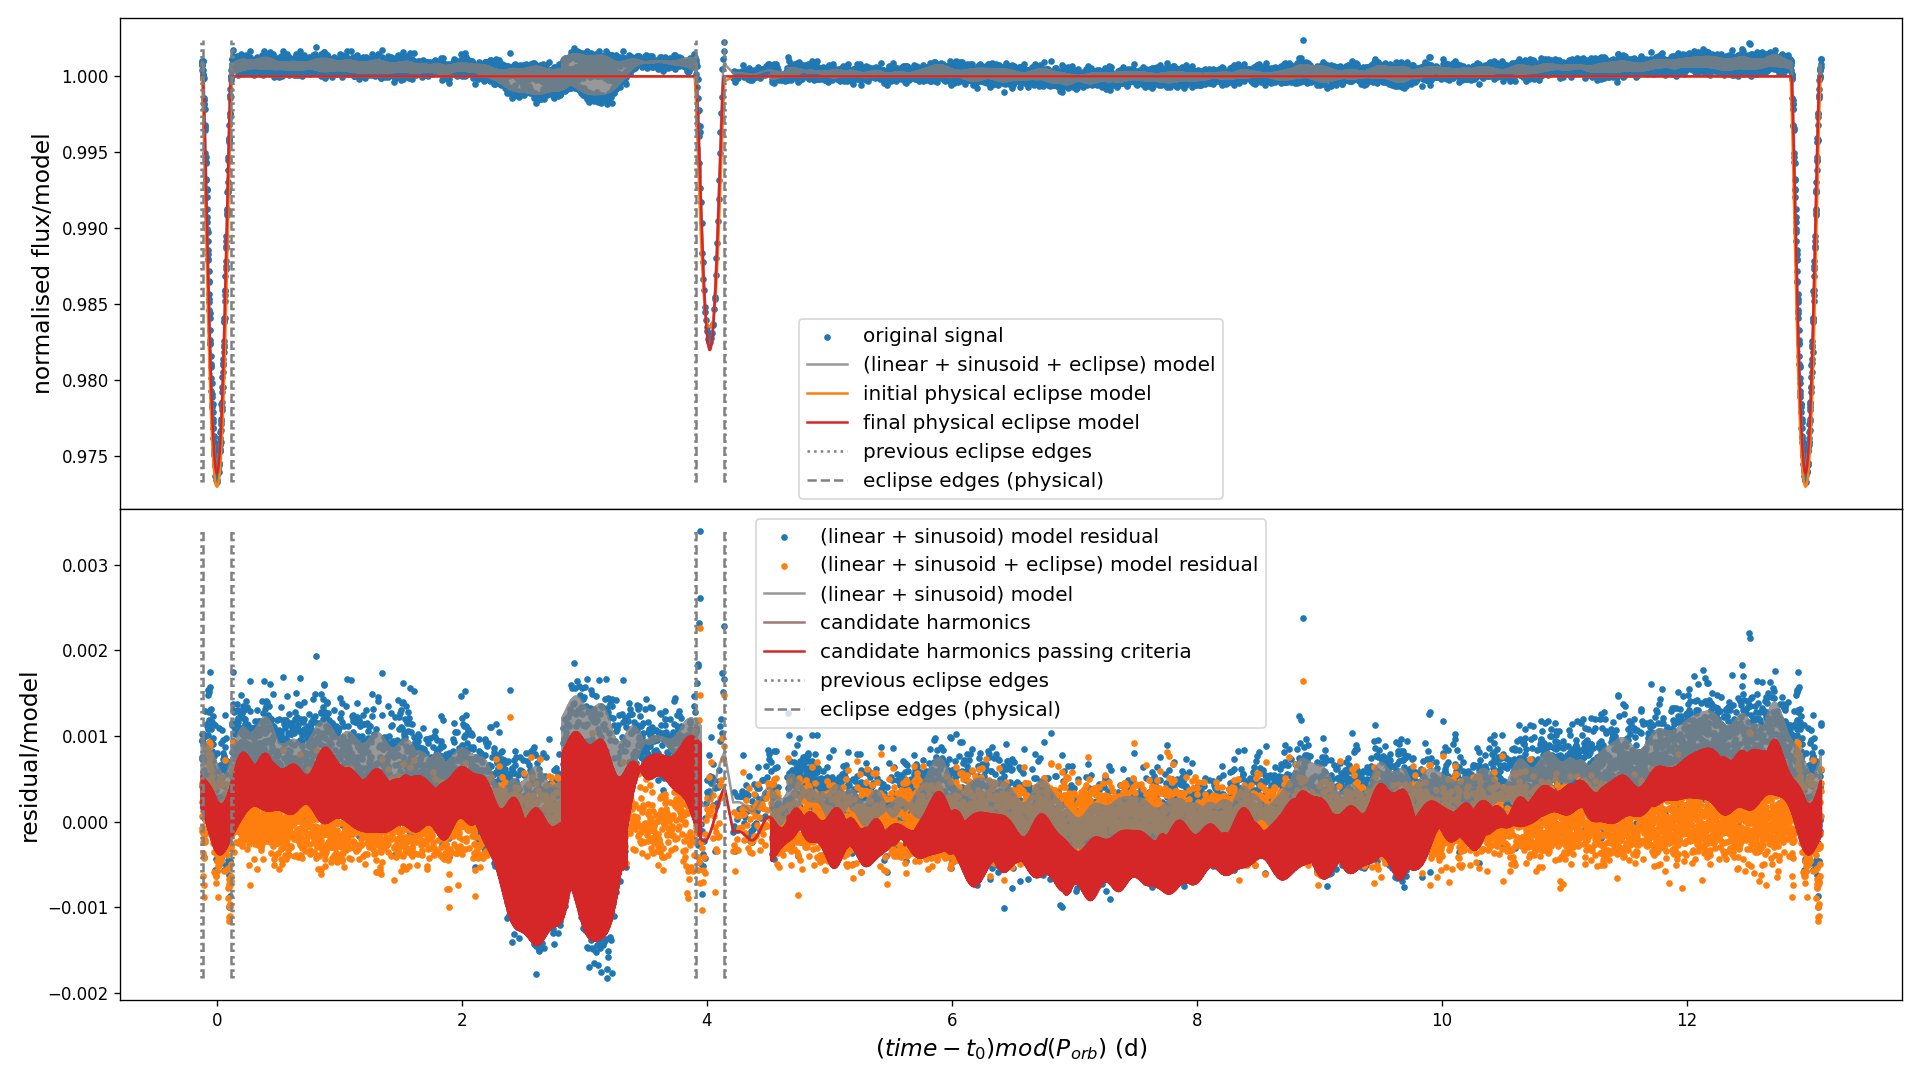 normalised flux/model
1.000
0.995
0.990
0.985
0.980
0.975
original signal
(linear + sinusoid + eclipse) model
initial physical eclipse model
final physical eclipse model
previous eclipse edges
eclipse edges (physical)
residual/model
0.003
0.002
0.001
0.000
−0.001
−0.002
(linear + sinusoid) model residual
(linear + sinusoid + eclipse) model residual
(linear + sinusoid) model
candidate harmonics
candidate harmonics passing criteria
previous eclipse edges
eclipse edges (physical)
0 2 4 6 8 10 12
(time − t₀)mod(P_orb) (d)